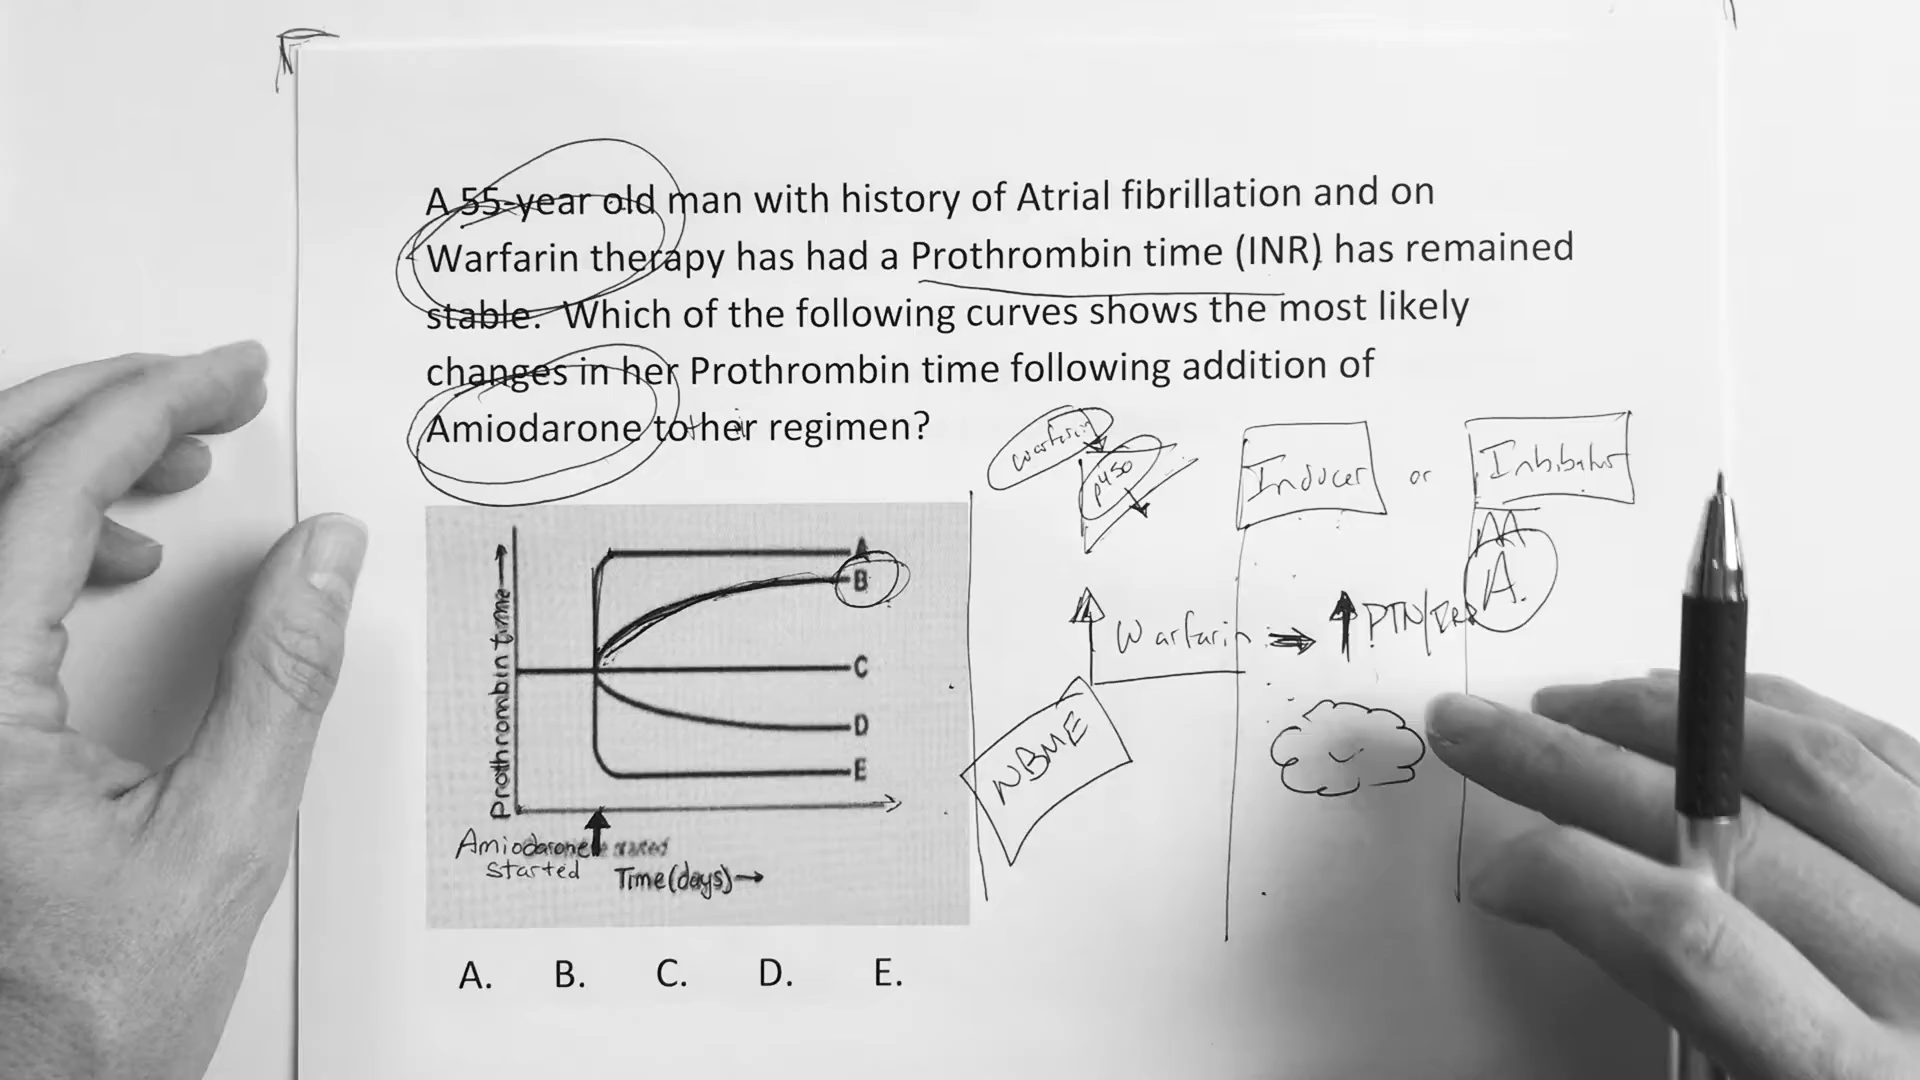 A 55-year old man with history of Atrial fibrillation and on
Warfarin therapy has had a Prothrombin time (INR) has remained
stable. Which of the following curves shows the most likely
changes in her Prothrombin time following addition of
Amiodarone to her regimen?
Warfarin
P450
Inducer or Inhibitor
A.
Warfarin
NBME
A
B
C
D
E
Prothrombin time
Amiodarone
started
Time (days)
A. B. C. D. E.